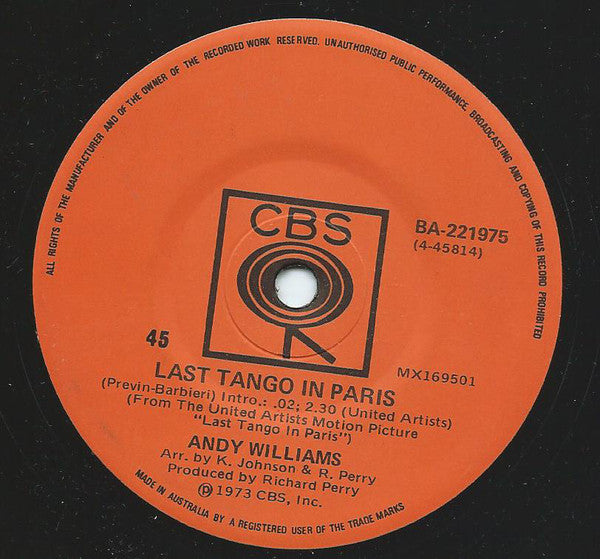 ALL RIGHTS OF THE MANUFACTURER AND OF THE OWNER OF THE RECORDED WORK RESERVED. UNAUTHORISED PUBLIC PERFORMANCE, BROADCASTING AND COPYING OF THIS RECORD PROHIBITED
CBS
BA-221975
(4-45814)
45
MX169501
LAST TANGO IN PARIS
(Previn-Barbieri) Intro.: .03; 2.30 (United Artists)
(From The United Artists Motion Picture
"Last Tango In Paris")
ANDY WILLIAMS
Arr. by K. Johnson & R. Perry
Produced by Richard Perry
℗ 1973 CBS, Inc.
MADE IN AUSTRALIA BY A REGISTERED USER OF THE TRADE MARKS